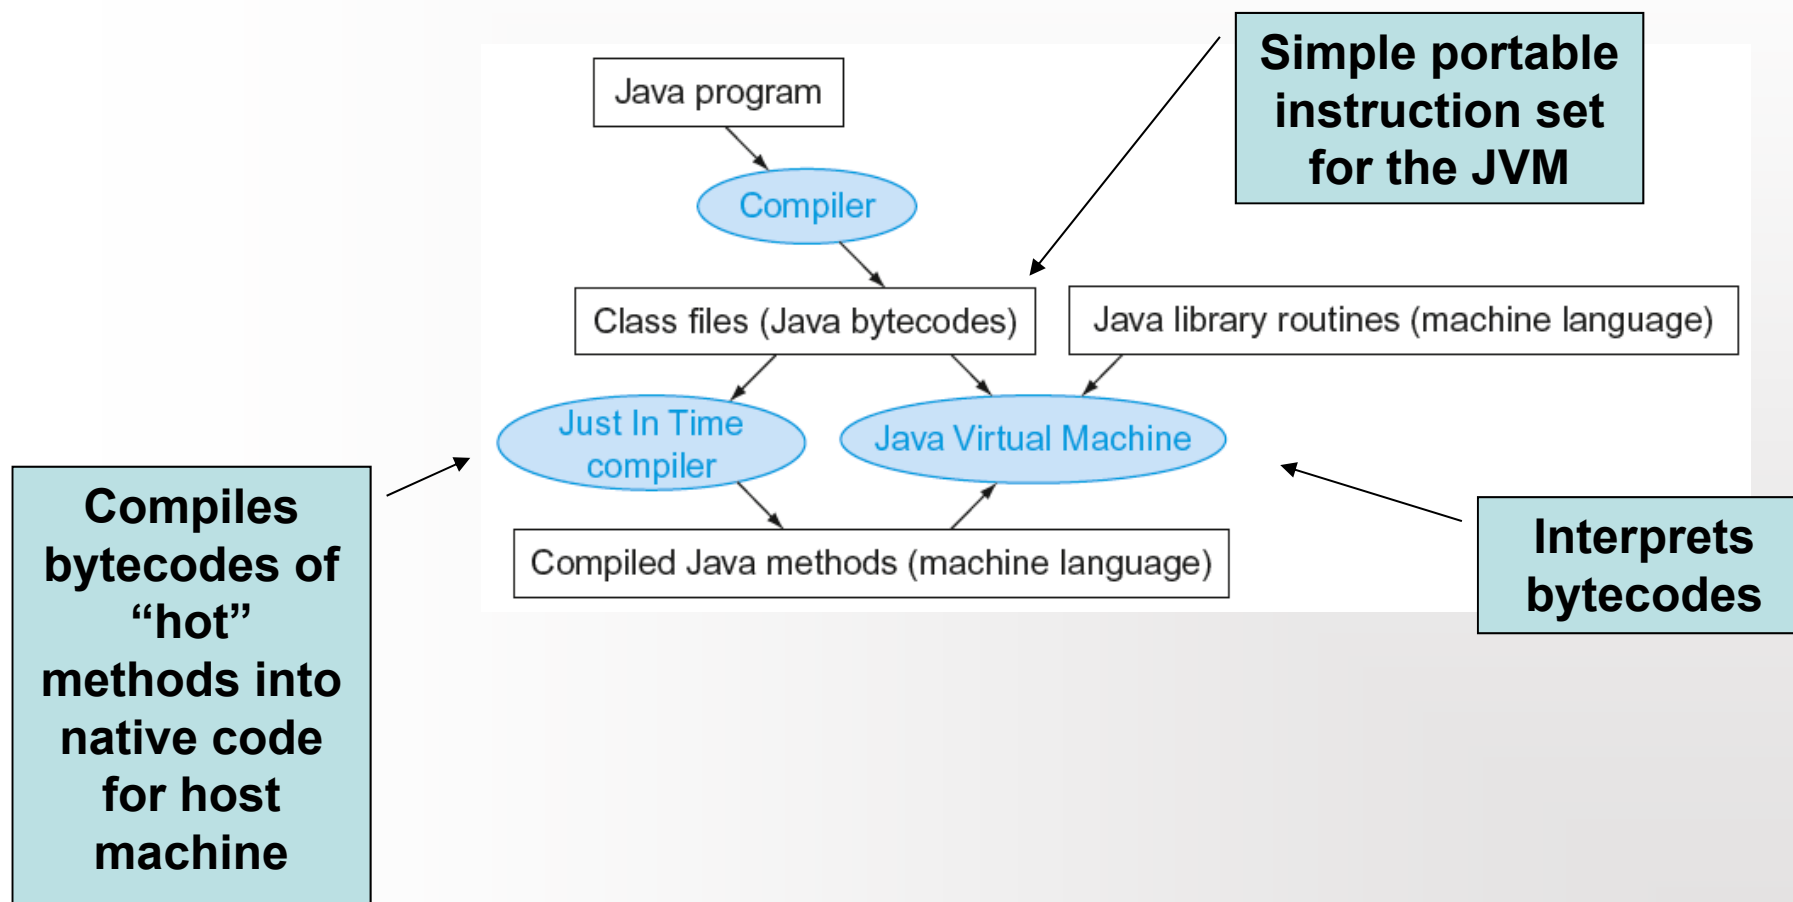 Simple portable
instruction set
for the JVM
Java program
Compiler
Class files (Java bytecodes)
Java library routines (machine language)
Just In Time
compiler
Java Virtual Machine
Compiled Java methods (machine language)
Compiles
bytecodes of
“hot”
methods into
native code
for host
machine
Interprets
bytecodes